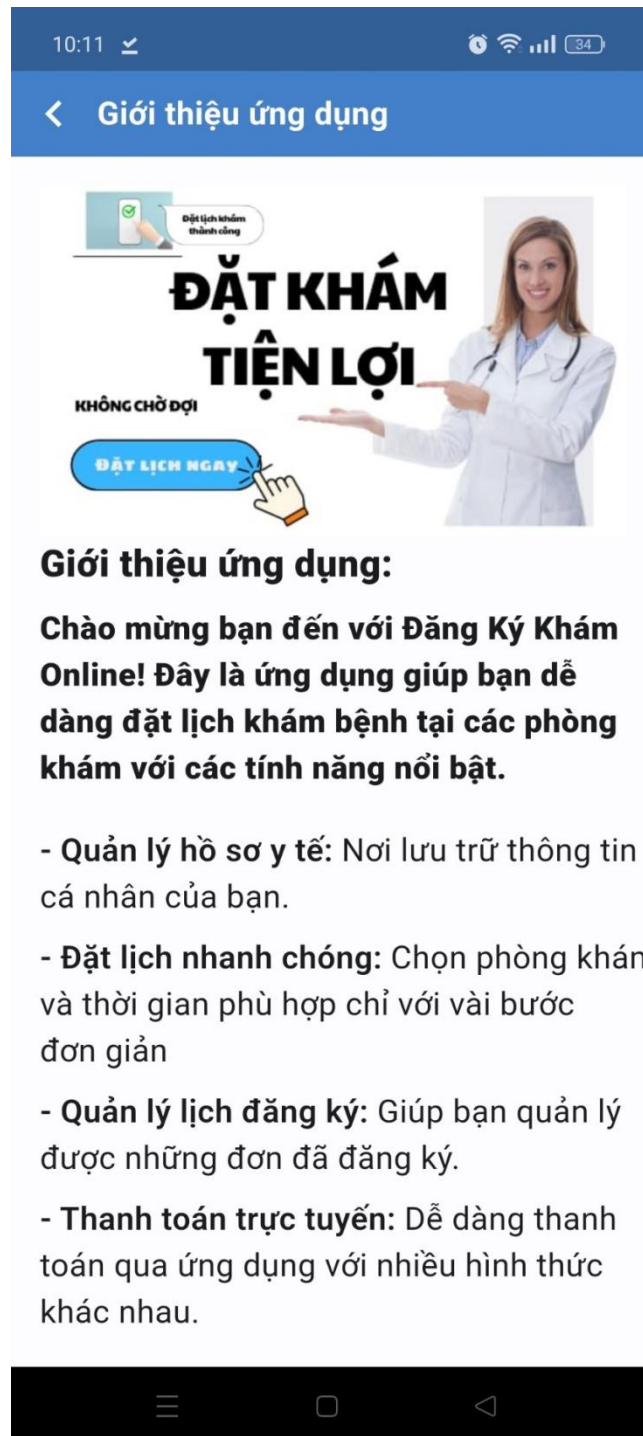 10:11
34
Giới thiệu ứng dụng
Đặt lịch khám
thành công
ĐẶT KHÁM
TIỆN LỢI
KHÔNG CHỜ ĐỢI
ĐẶT LỊCH NGAY
Giới thiệu ứng dụng:
Chào mừng bạn đến với Đăng Ký Khám
Online! Đây là ứng dụng giúp bạn dễ
dàng đặt lịch khám bệnh tại các phòng
khám với các tính năng nổi bật.
- Quản lý hồ sơ y tế: Nơi lưu trữ thông tin
cá nhân của bạn.
- Đặt lịch nhanh chóng: Chọn phòng khám
và thời gian phù hợp chỉ với vài bước
đơn giản
- Quản lý lịch đăng ký: Giúp bạn quản lý
được những đơn đã đăng ký.
- Thanh toán trực tuyến: Dễ dàng thanh
toán qua ứng dụng với nhiều hình thức
khác nhau.